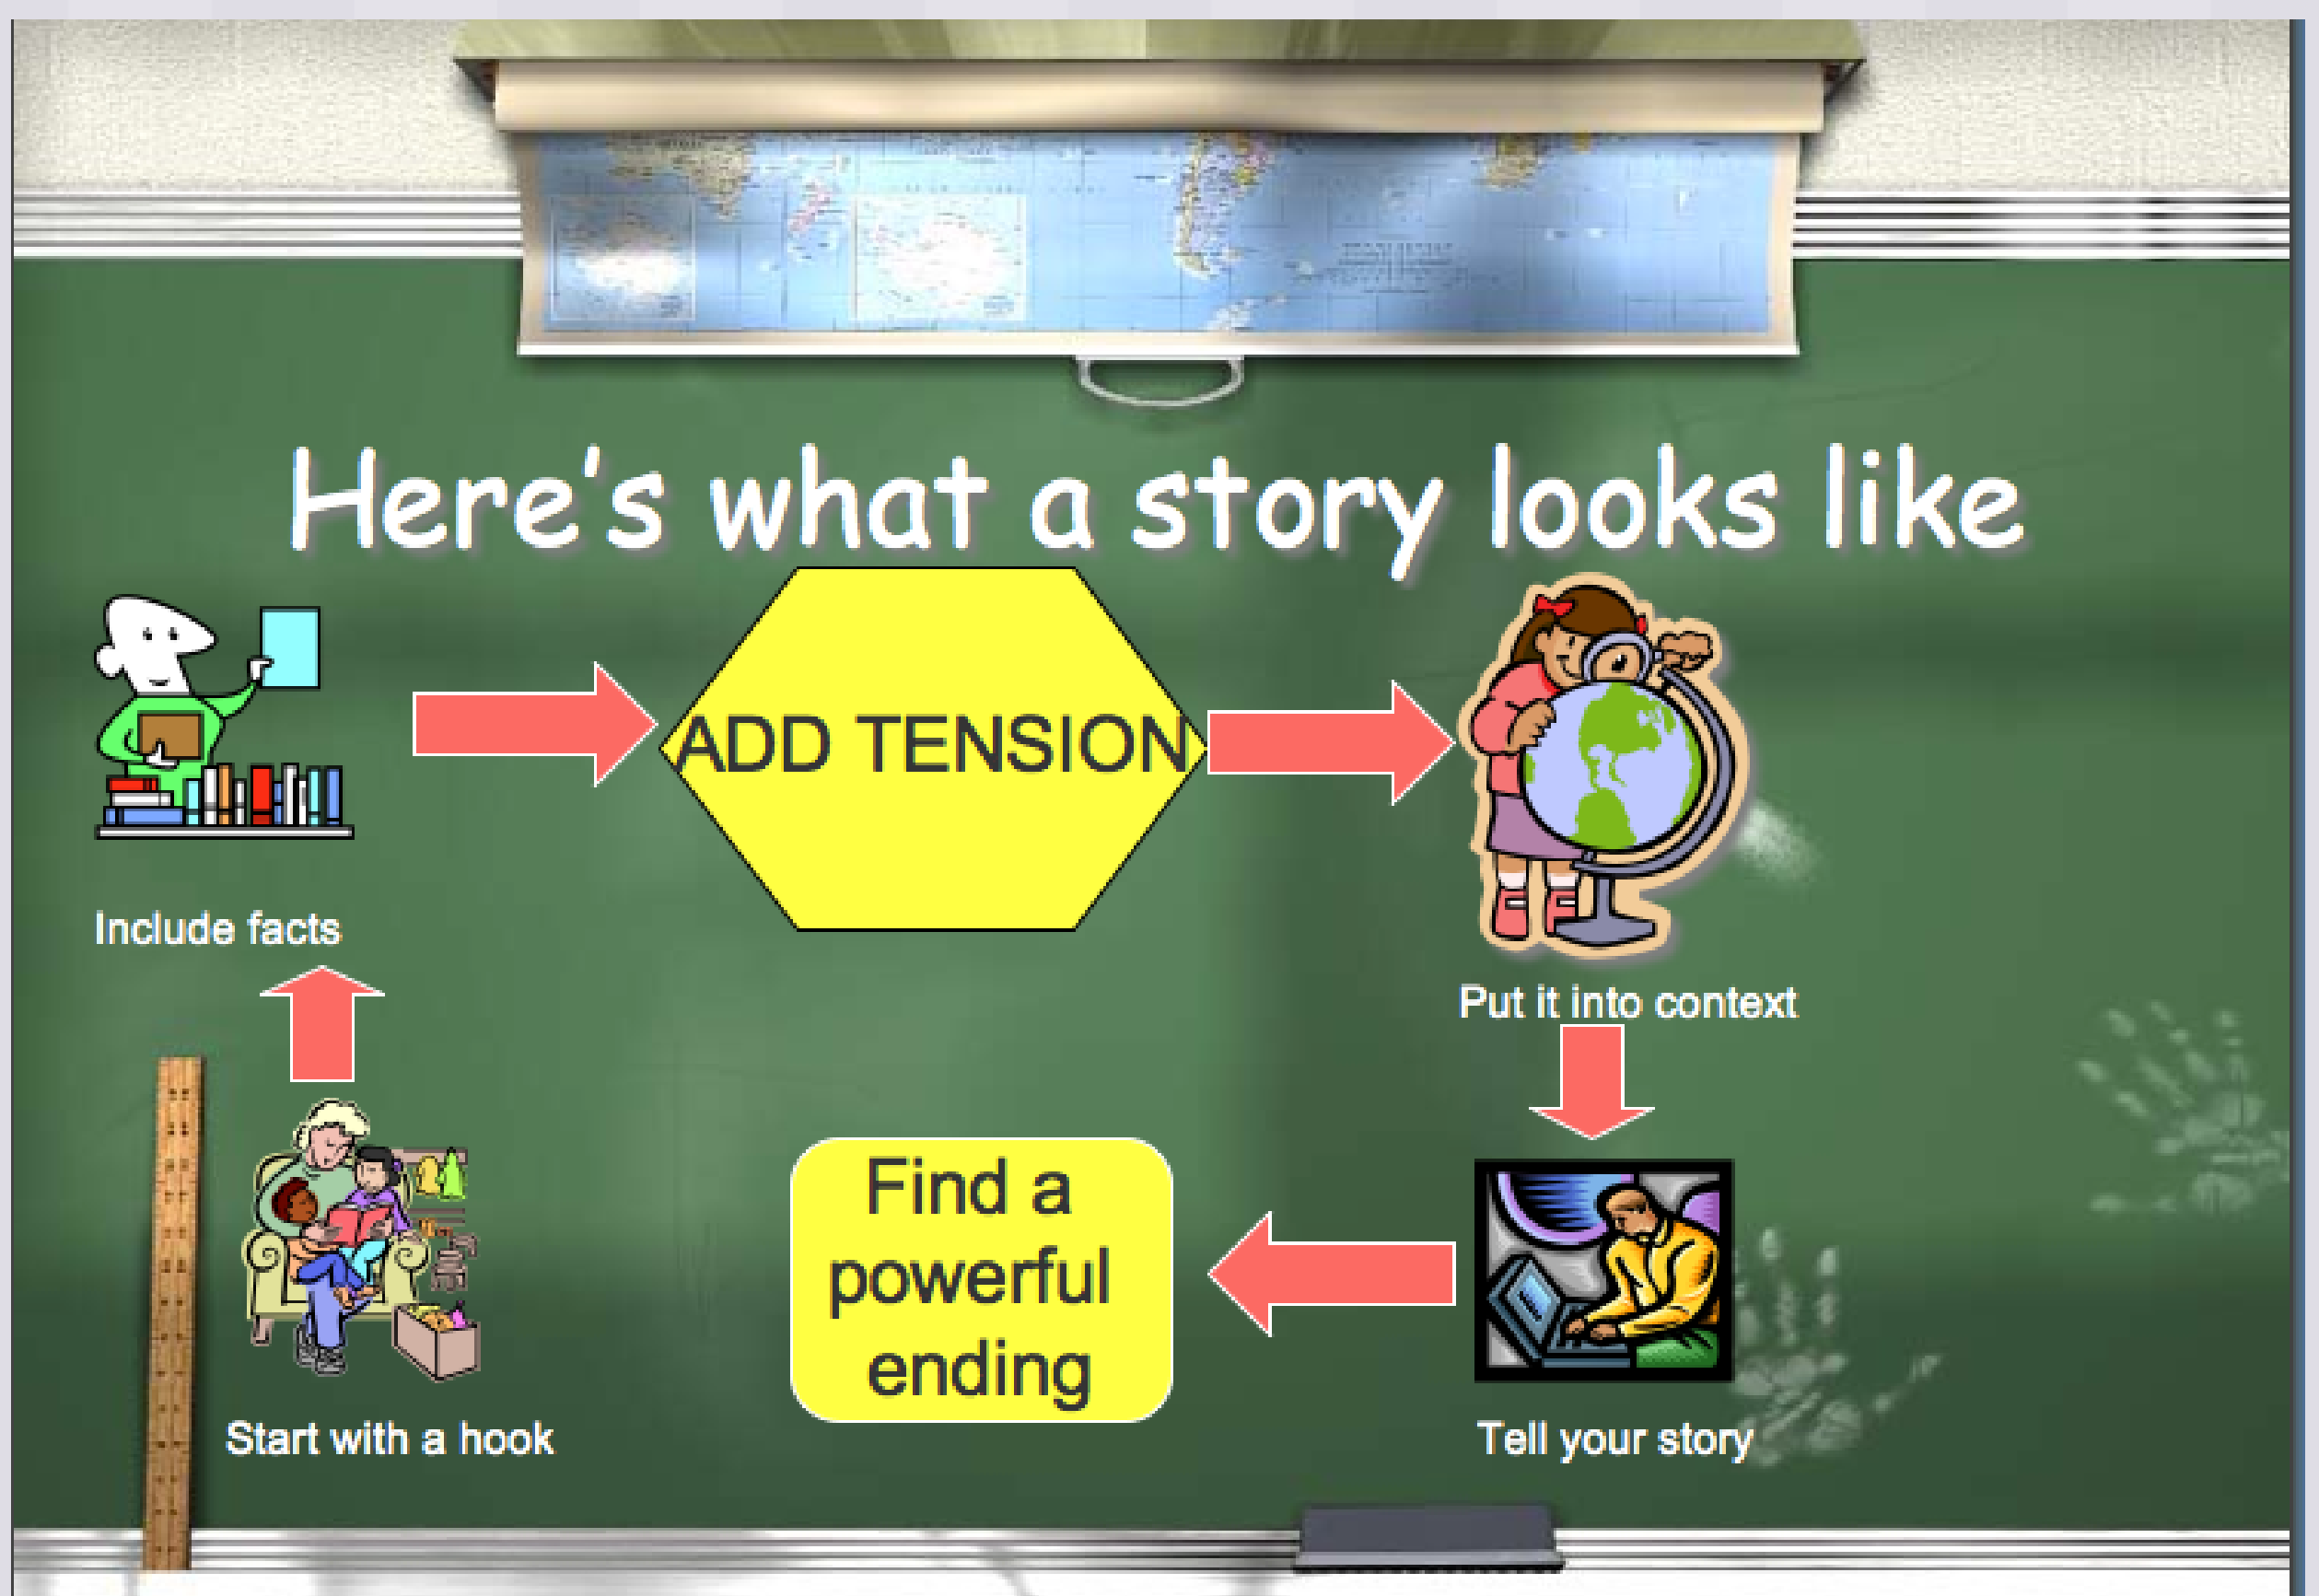 Here's what a story looks like
ADD TENSION
Include facts
Put it into context
Find a
powerful
ending
Start with a hook
Tell your story